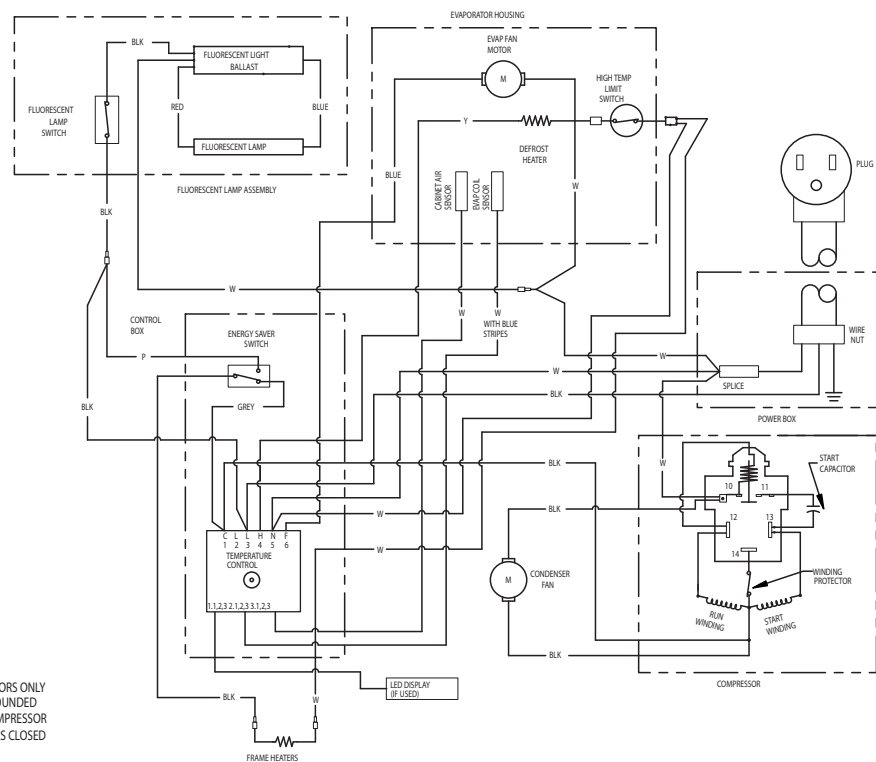 EVAPORATOR HOUSING
BLK
FLUORESCENT LIGHT
BALLAST
EVAP FAN
MOTOR
M
HIGH TEMP
LIMIT
SWITCH
FLUORESCENT
LAMP
SWITCH
RED
BLUE
FLUORESCENT LAMP
Y
DEFROST
HEATER
PLUG
FLUORESCENT LAMP ASSEMBLY
BLUE
CABINET AIR
SENSOR
EVAP COIL
SENSOR
W
BLK
W
W
W
WITH BLUE
STRIPES
CONTROL
BOX
ENERGY SAVER
SWITCH
WIRE
NUT
P
W
W
SPLICE
BLK
GREY
BLK
POWER BOX
BLK
W
START
CAPACITOR
10
11
BLK
W
12
13
C L L H N F
1 2 3 4 5 6
TEMPERATURE
CONTROL
W
14
M
CONDENSER
FAN
WINDING
PROTECTOR
1.1,2,3 2.1,2,3 3.1,2,3
RUN
WINDING
START
WINDING
BLK
COMPRESSOR
LED DISPLAY
(IF USED)
BLK
W
ORS ONLY
OUNDED
MPRESSOR
S CLOSED
FRAME HEATERS